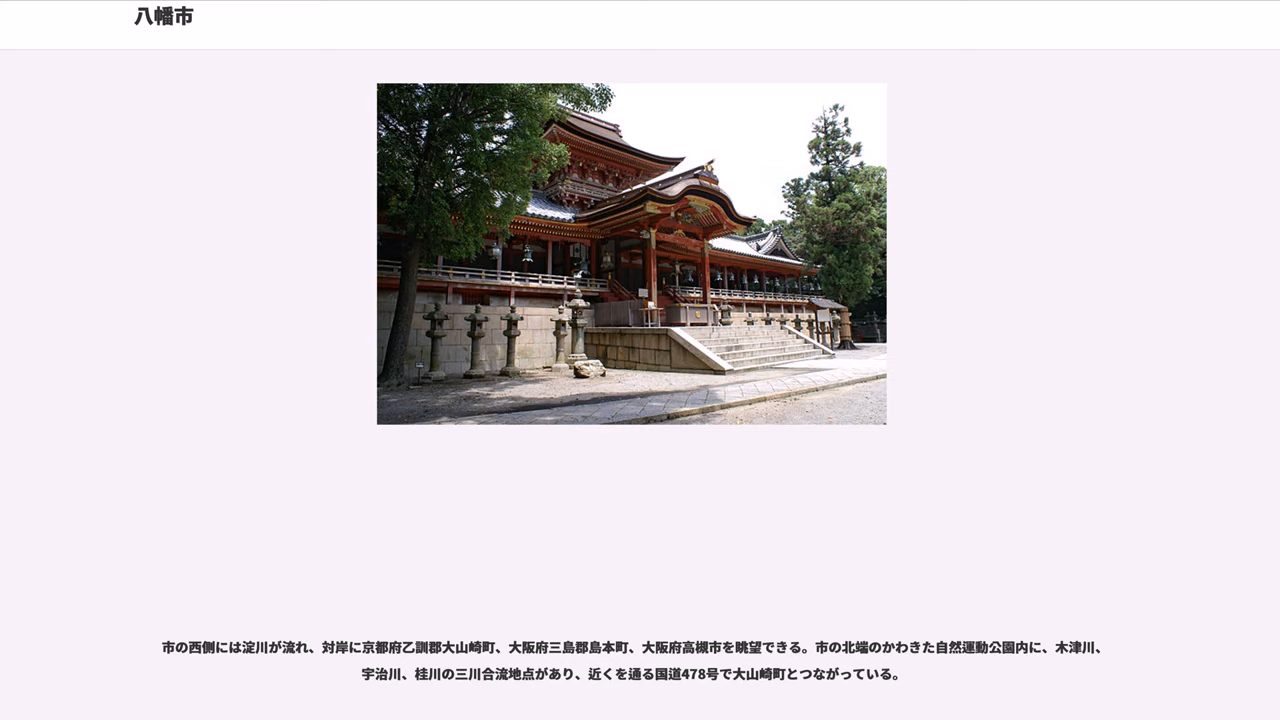 八幡市
市の西側には淀川が流れ、対岸に京都府乙訓郡大山崎町、大阪府三島郡島本町、大阪府高槻市を眺望できる。市の北端のかわきた自然運動公園内に、木津川、
宇治川、桂川の三川合流地点があり、近くを通る国道478号で大山崎町とつながっている。